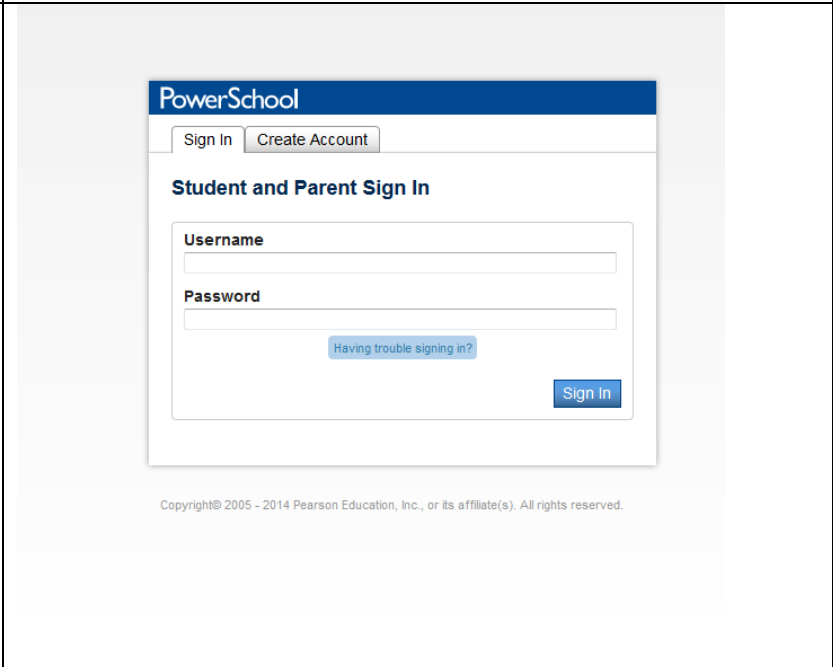 PowerSchool
Sign In Create Account
Student and Parent Sign In
Username
Password
Having trouble signing in?
Sign In
Copyright© 2005 - 2014 Pearson Education, Inc., or its affiliate(s). All rights reserved.